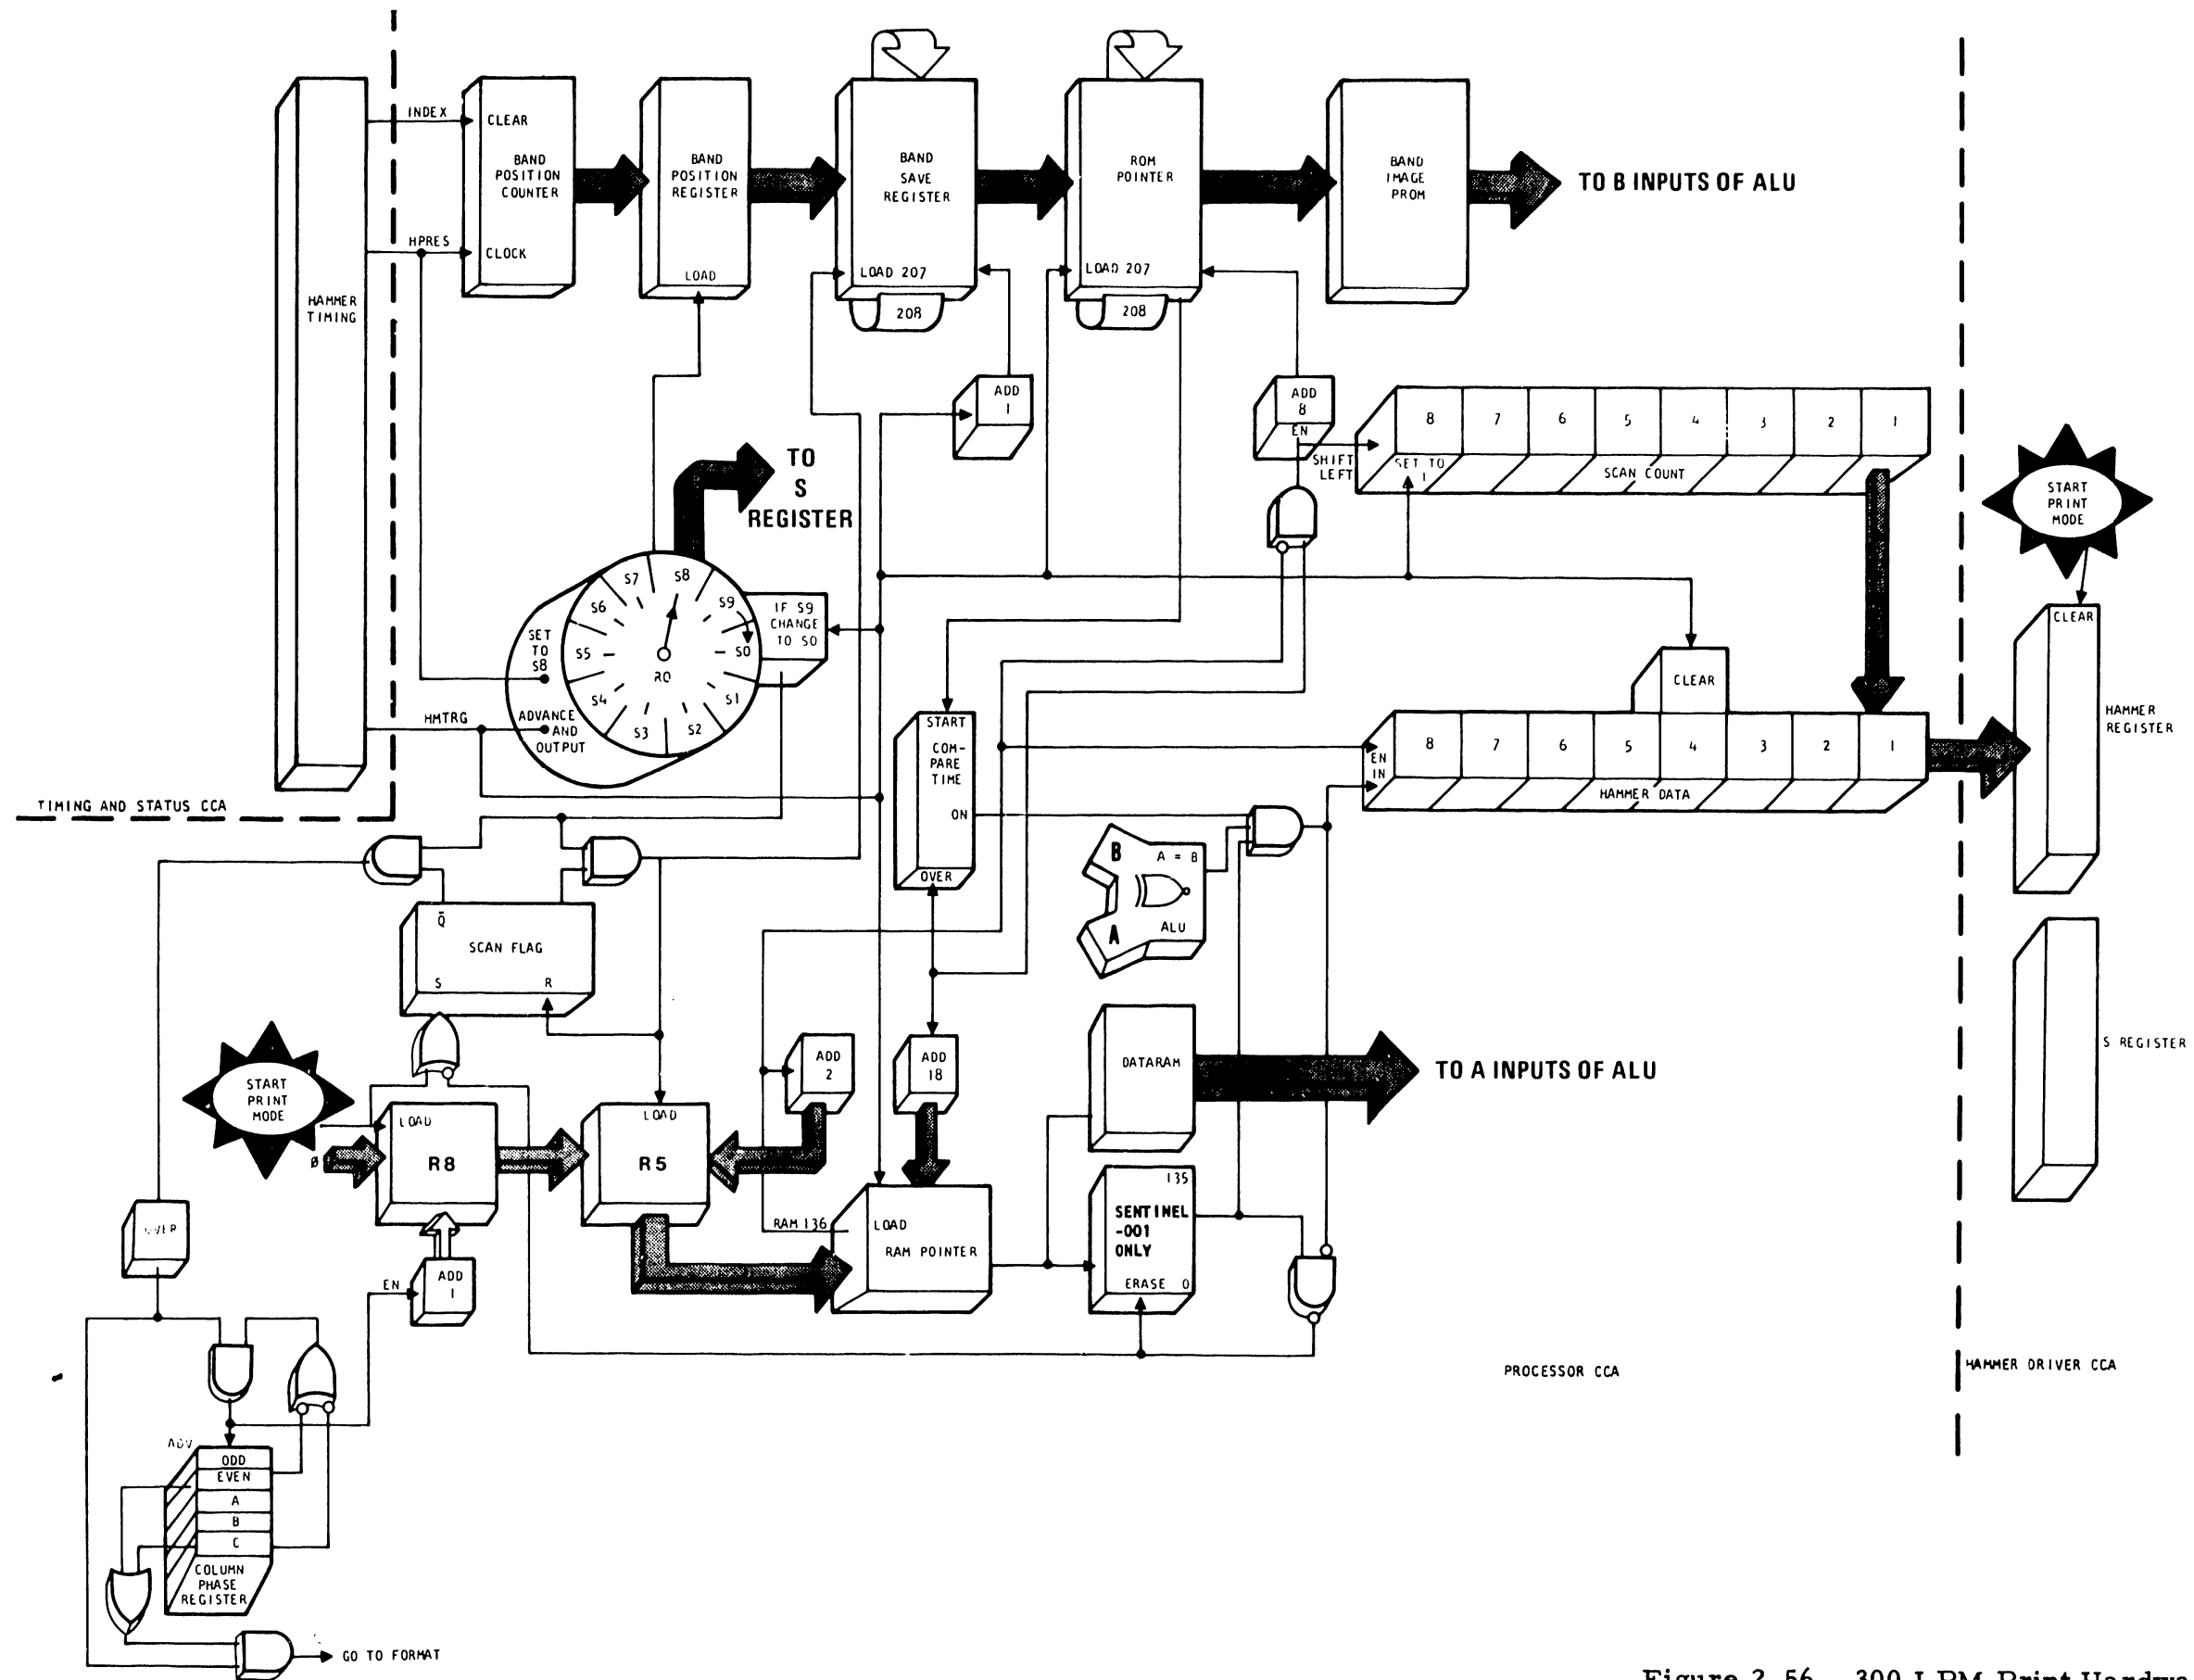 INDEX
CLEAR
BAND
POSITION
COUNTER
HPRES
CLOCK
HAMMER
TIMING
BAND
POSITION
REGISTER
LOAD
BAND
SAVE
REGISTER
LOAD 207
208
ROM
POINTER
LOAD 207
208
BAND
IMAGE
PROM
TO B INPUTS OF ALU
ADD
1
ADD
8
EN
SHIFT
LEFT
SET TO
1
8 7 6 5 4 3 2 1
SCAN COUNT
START
PRINT
MODE
TO
S
REGISTER
S7
S8
S6
S9
S5
S0
S4
S1
S3
S2
R0
SET
TO
S8
IF S9
CHANGE
TO S0
HMTRG
ADVANCE
AND
OUTPUT
CLEAR
CLEAR
HAMMER
REGISTER
START
COM-
PARE
TIME
ON
OVER
EN
IN
8 7 6 5 4 3 2 1
HAMMER DATA
TIMING AND STATUS CCA
B
A = B
A
ALU
Q̄
SCAN FLAG
S
R
S REGISTER
START
PRINT
MODE
ADD
2
ADD
18
DATARAM
TO A INPUTS OF ALU
LOAD
R8
LOAD
R5
Ø
RAM 136
LOAD
RAM POINTER
135
SENTINEL
-001
ONLY
ERASE 0
EN
ADD
1
PROCESSOR CCA
HAMMER DRIVER CCA
ADV
ODD
EVEN
A
B
C
COLUMN
PHASE
REGISTER
GO TO FORMAT
Figure 2-56. 300 LPM Print Hardw